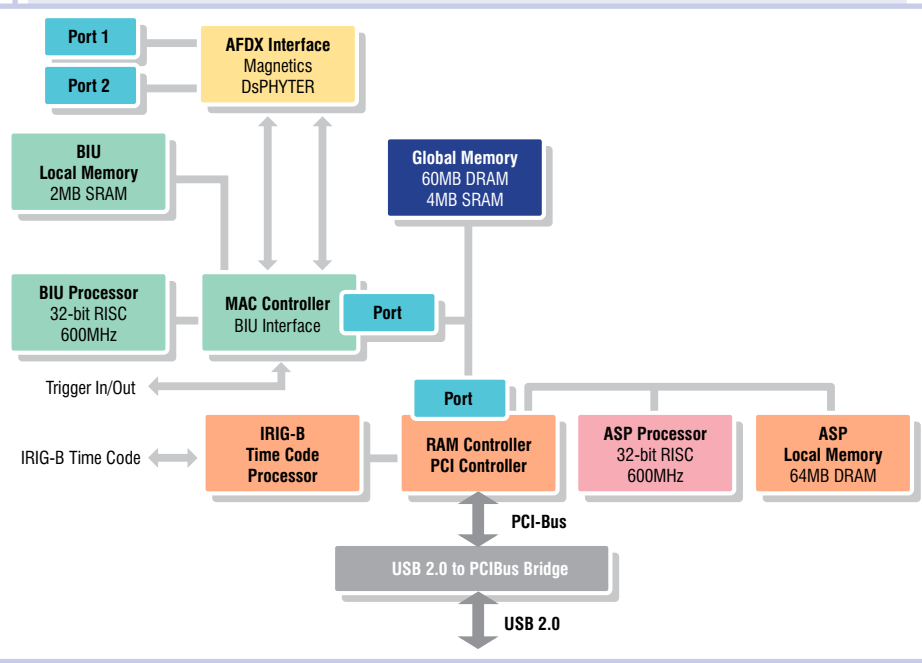 Port 1
Port 2
AFDX Interface
Magnetics
DsPHYTER
BIU
Local Memory
2MB SRAM
Global Memory
60MB DRAM
4MB SRAM
BIU Processor
32-bit RISC
600MHz
MAC Controller
BIU Interface
Port
Trigger In/Out
Port
IRIG-B Time Code
IRIG-B
Time Code
Processor
RAM Controller
PCI Controller
ASP Processor
32-bit RISC
600MHz
ASP
Local Memory
64MB DRAM
PCI-Bus
USB 2.0 to PCIBus Bridge
USB 2.0